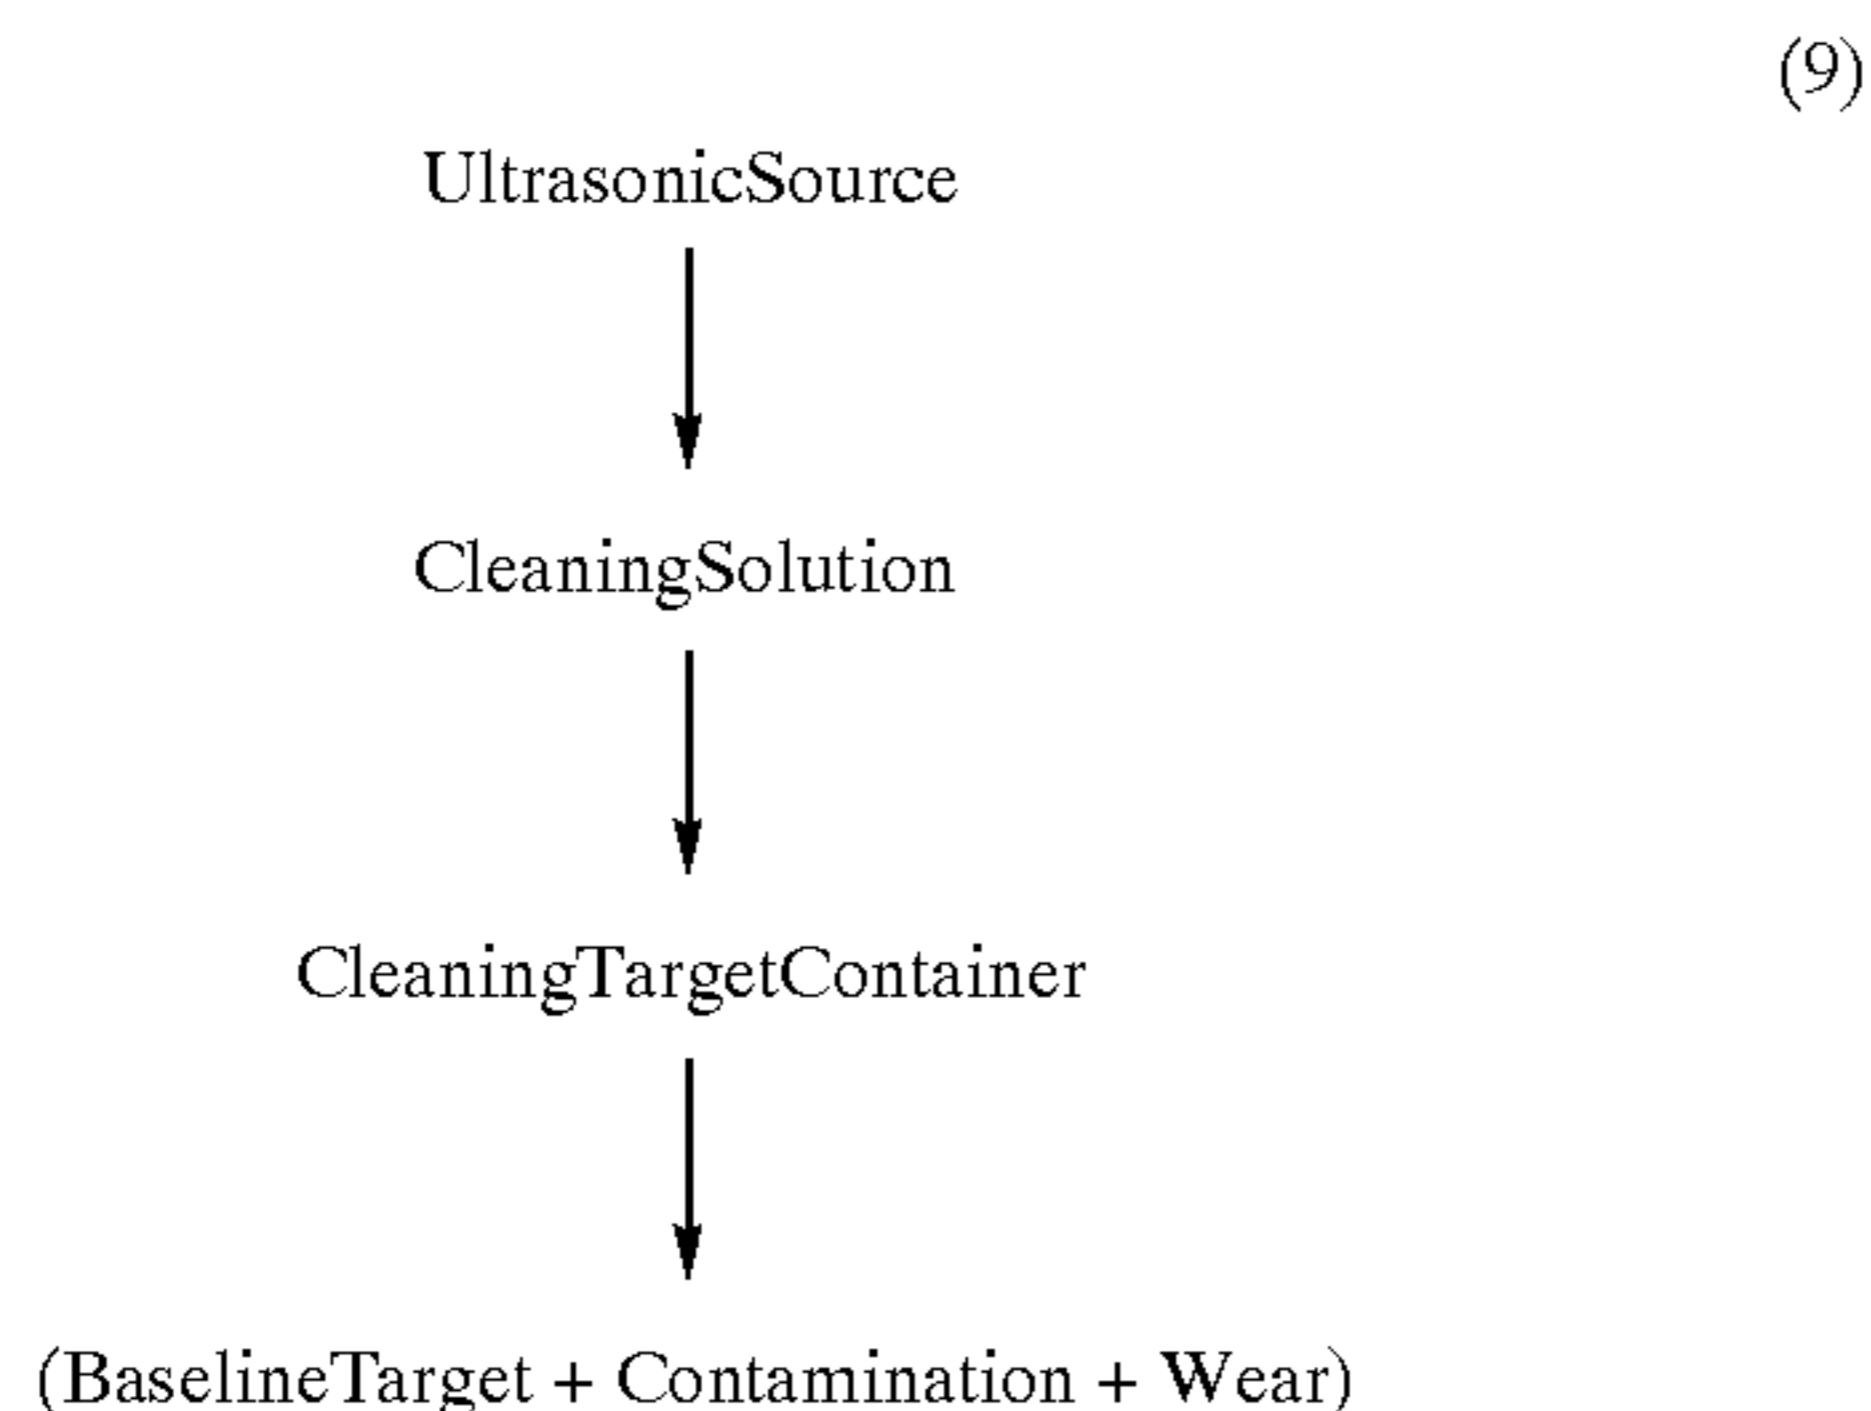 (9)
UltrasonicSource
CleaningSolution
CleaningTargetContainer
(BaselineTarget + Contamination + Wear)